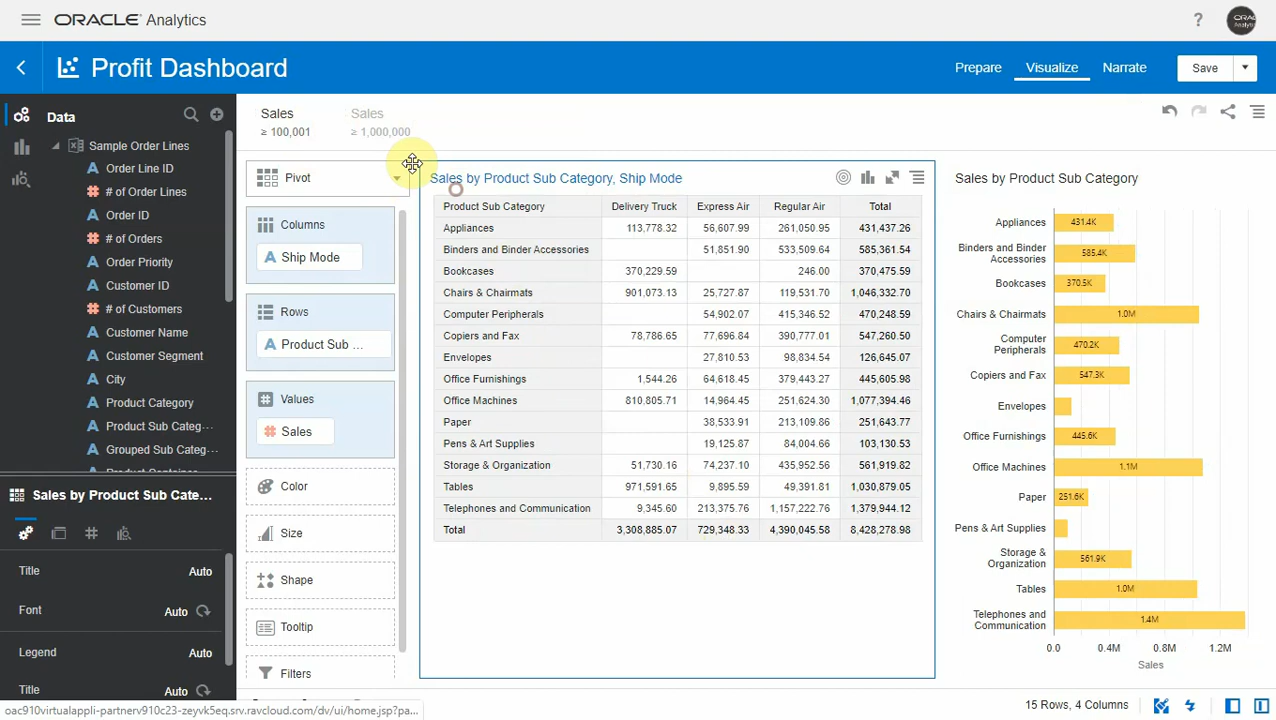 ORACLE Analytics
?
Profit Dashboard
Prepare
Visualize
Narrate
Save
Data
Sample Order Lines
A Order Line ID
# # of Order Lines
A Order ID
# # of Orders
A Order Priority
A Customer ID
# # of Customers
A Customer Name
A Customer Segment
A City
A Product Category
A Product Sub Categ...
A Grouped Sub Categ...
Sales by Product Sub Cate...
#
Title Auto
Font Auto
Legend Auto
Title Auto
oac910virtualappli-partnerv910c23-zeyvk5eq.srv.ravcloud.com/dv/ui/home.jsp?pa...
Sales
≥ 100,001
Sales
≥ 1,000,000
Pivot
Columns
A Ship Mode
Rows
A Product Sub ...
# Values
# Sales
Color
Size
Shape
Tooltip
Filters
Sales by Product Sub Category, Ship Mode
Product Sub Category Delivery Truck Express Air Regular Air Total
Appliances 113,778.32 56,607.99 261,050.95 431,437.26
Binders and Binder Accessories 51,851.90 533,509.64 585,361.54
Bookcases 370,229.59 246.00 370,475.59
Chairs & Chairmats 901,073.13 25,727.87 119,531.70 1,046,332.70
Computer Peripherals 54,902.07 415,346.52 470,248.59
Copiers and Fax 78,786.65 77,696.84 390,777.01 547,260.50
Envelopes 27,810.53 98,834.54 126,645.07
Office Furnishings 1,544.26 64,618.45 379,443.27 445,605.98
Office Machines 810,805.71 14,964.45 251,624.30 1,077,394.46
Paper 38,533.91 213,109.86 251,643.77
Pens & Art Supplies 19,125.87 84,004.66 103,130.53
Storage & Organization 51,730.16 74,237.10 435,952.56 561,919.82
Tables 971,591.65 9,895.59 49,391.81 1,030,879.05
Telephones and Communication 9,345.60 213,375.76 1,157,222.76 1,379,944.12
Total 3,308,885.07 729,348.33 4,390,045.58 8,428,278.98
Sales by Product Sub Category
Appliances 431.4K
Binders and Binder
Accessories 585.4K
Bookcases 370.5K
Chairs & Chairmats 1.0M
Computer
Peripherals 470.2K
Copiers and Fax 547.3K
Envelopes
Office Furnishings 445.6K
Office Machines 1.1M
Paper 251.6K
Pens & Art Supplies
Storage &
Organization 561.9K
Tables 1.0M
Telephones and
Communication 1.4M
0.0 0.4M 0.8M 1.2M
Sales
15 Rows, 4 Columns